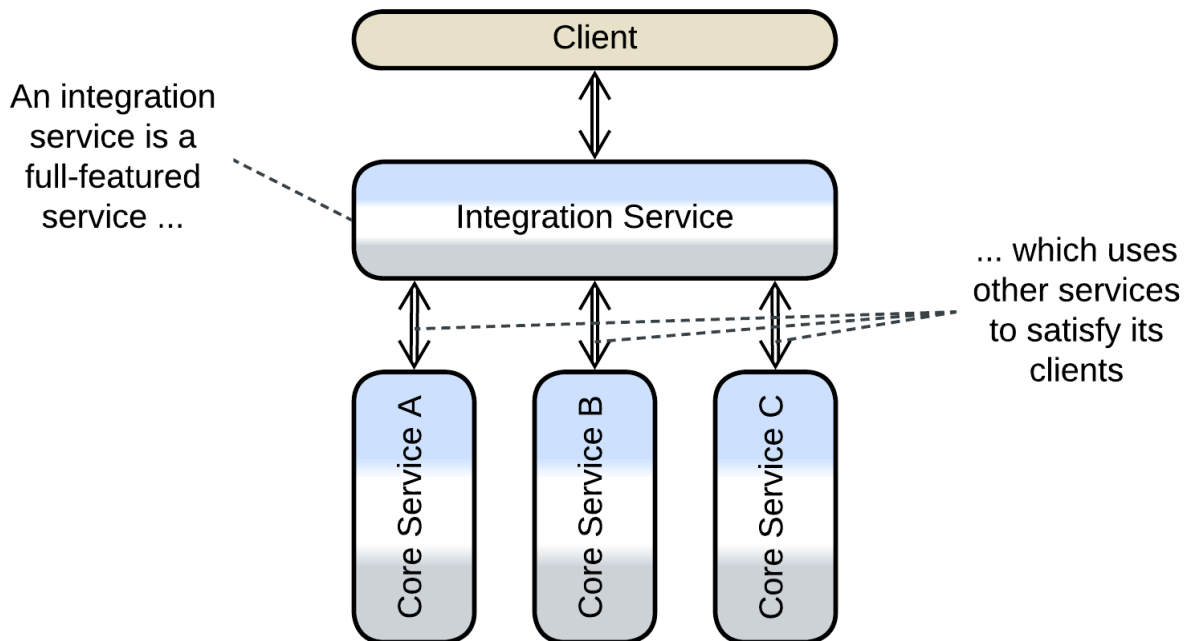 Client
An integration
service is a
full-featured
service ...
Integration Service
... which uses
other services
to satisfy its
clients
Core Service A
Core Service B
Core Service C